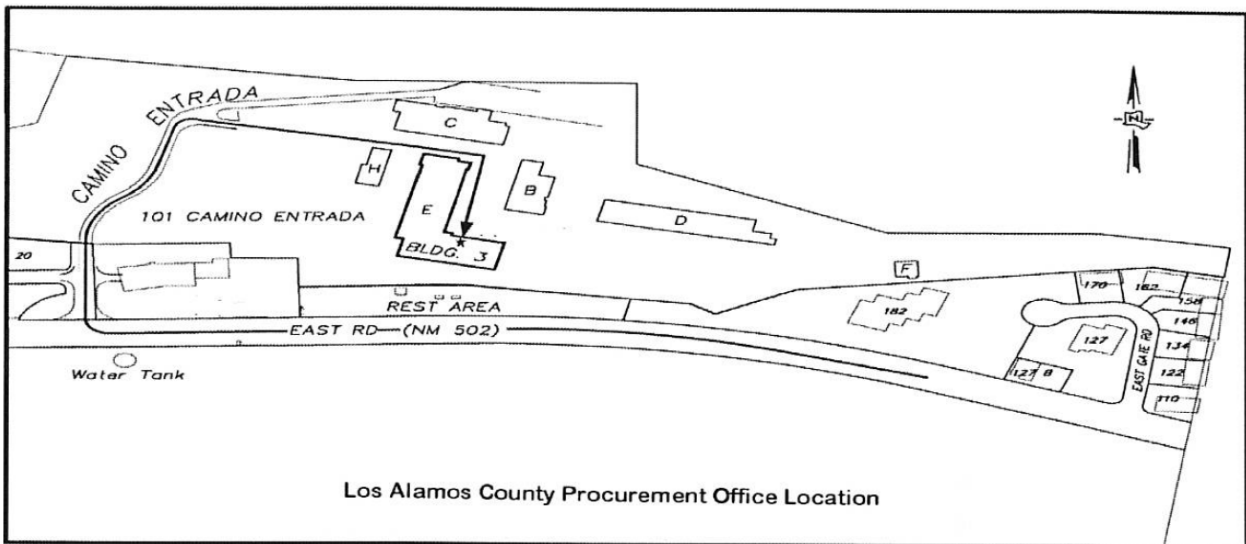 CAMINO ENTRADA
N
C
H
B
E
D
101 CAMINO ENTRADA
BLDG. 3
20
F
REST AREA
170
162
158
182
146
127
134
EAST RD (NM 502)
EAST GATE RD
122
127 B
110
Water Tank
Los Alamos County Procurement Office Location